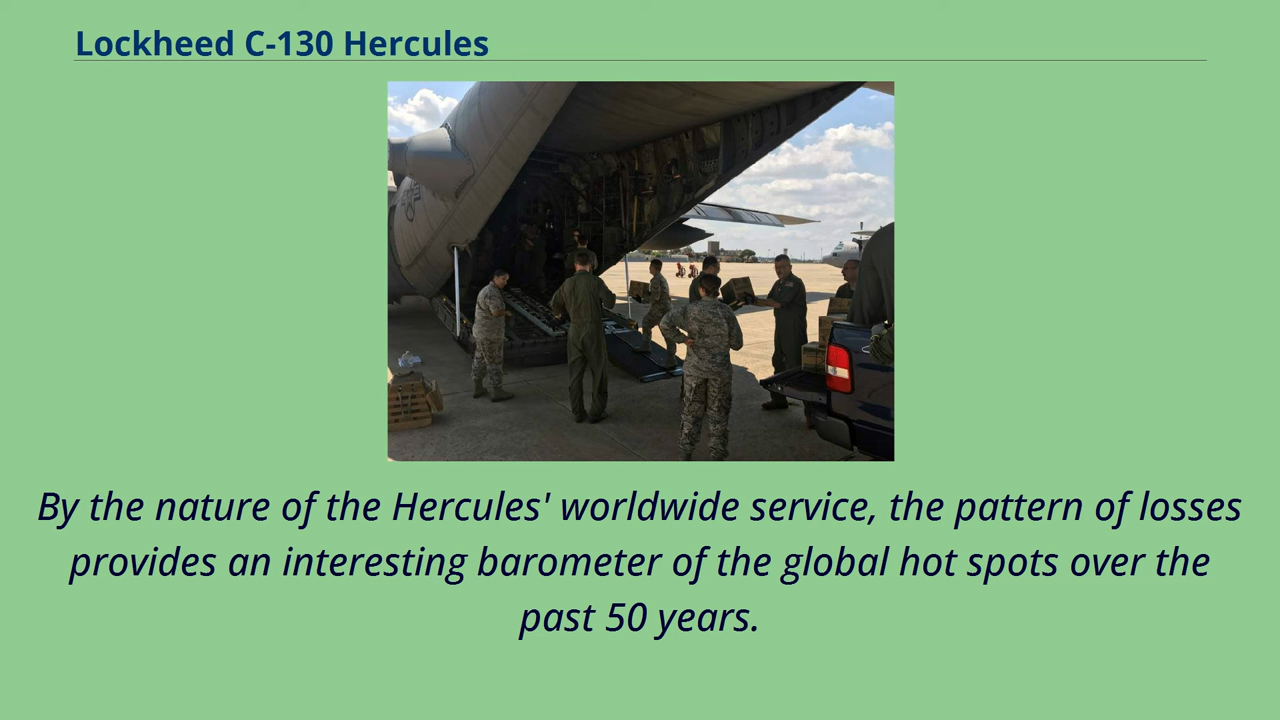 Lockheed C-130 Hercules
By the nature of the Hercules' worldwide service, the pattern of losses
provides an interesting barometer of the global hot spots over the
past 50 years.